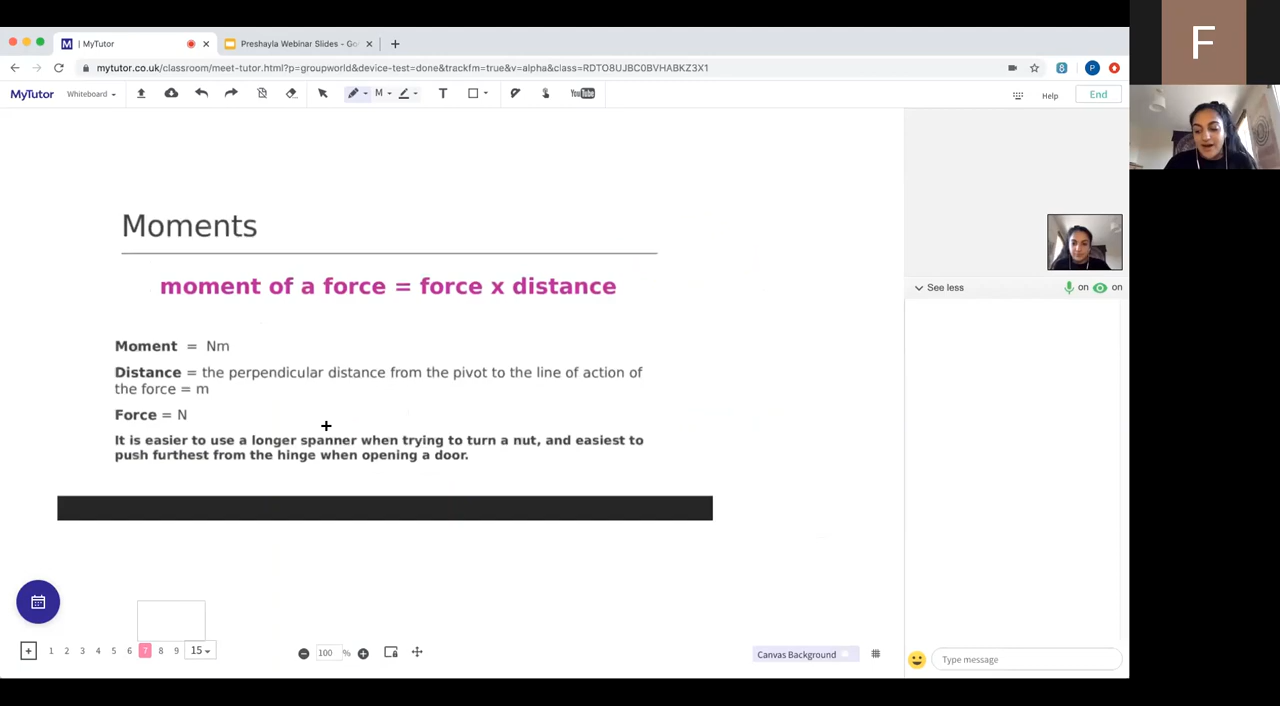 F
M | MyTutor
Preshayla Webinar Slides - Go
mytutor.co.uk/classroom/meet-tutor.html?p=groupworld&device-test=done&trackfm=true&v=alpha&class=RDTO8UJBC0BVHABKZ3X1
8
P
MyTutor Whiteboard M T YouTube Help End
Moments
moment of a force = force x distance
Moment = Nm
Distance = the perpendicular distance from the pivot to the line of action of
the force = m
Force = N
It is easier to use a longer spanner when trying to turn a nut, and easiest to
push furthest from the hinge when opening a door.
See less on on
+ 1 2 3 4 5 6 7 8 9 15 100 %
Canvas Background
Type message